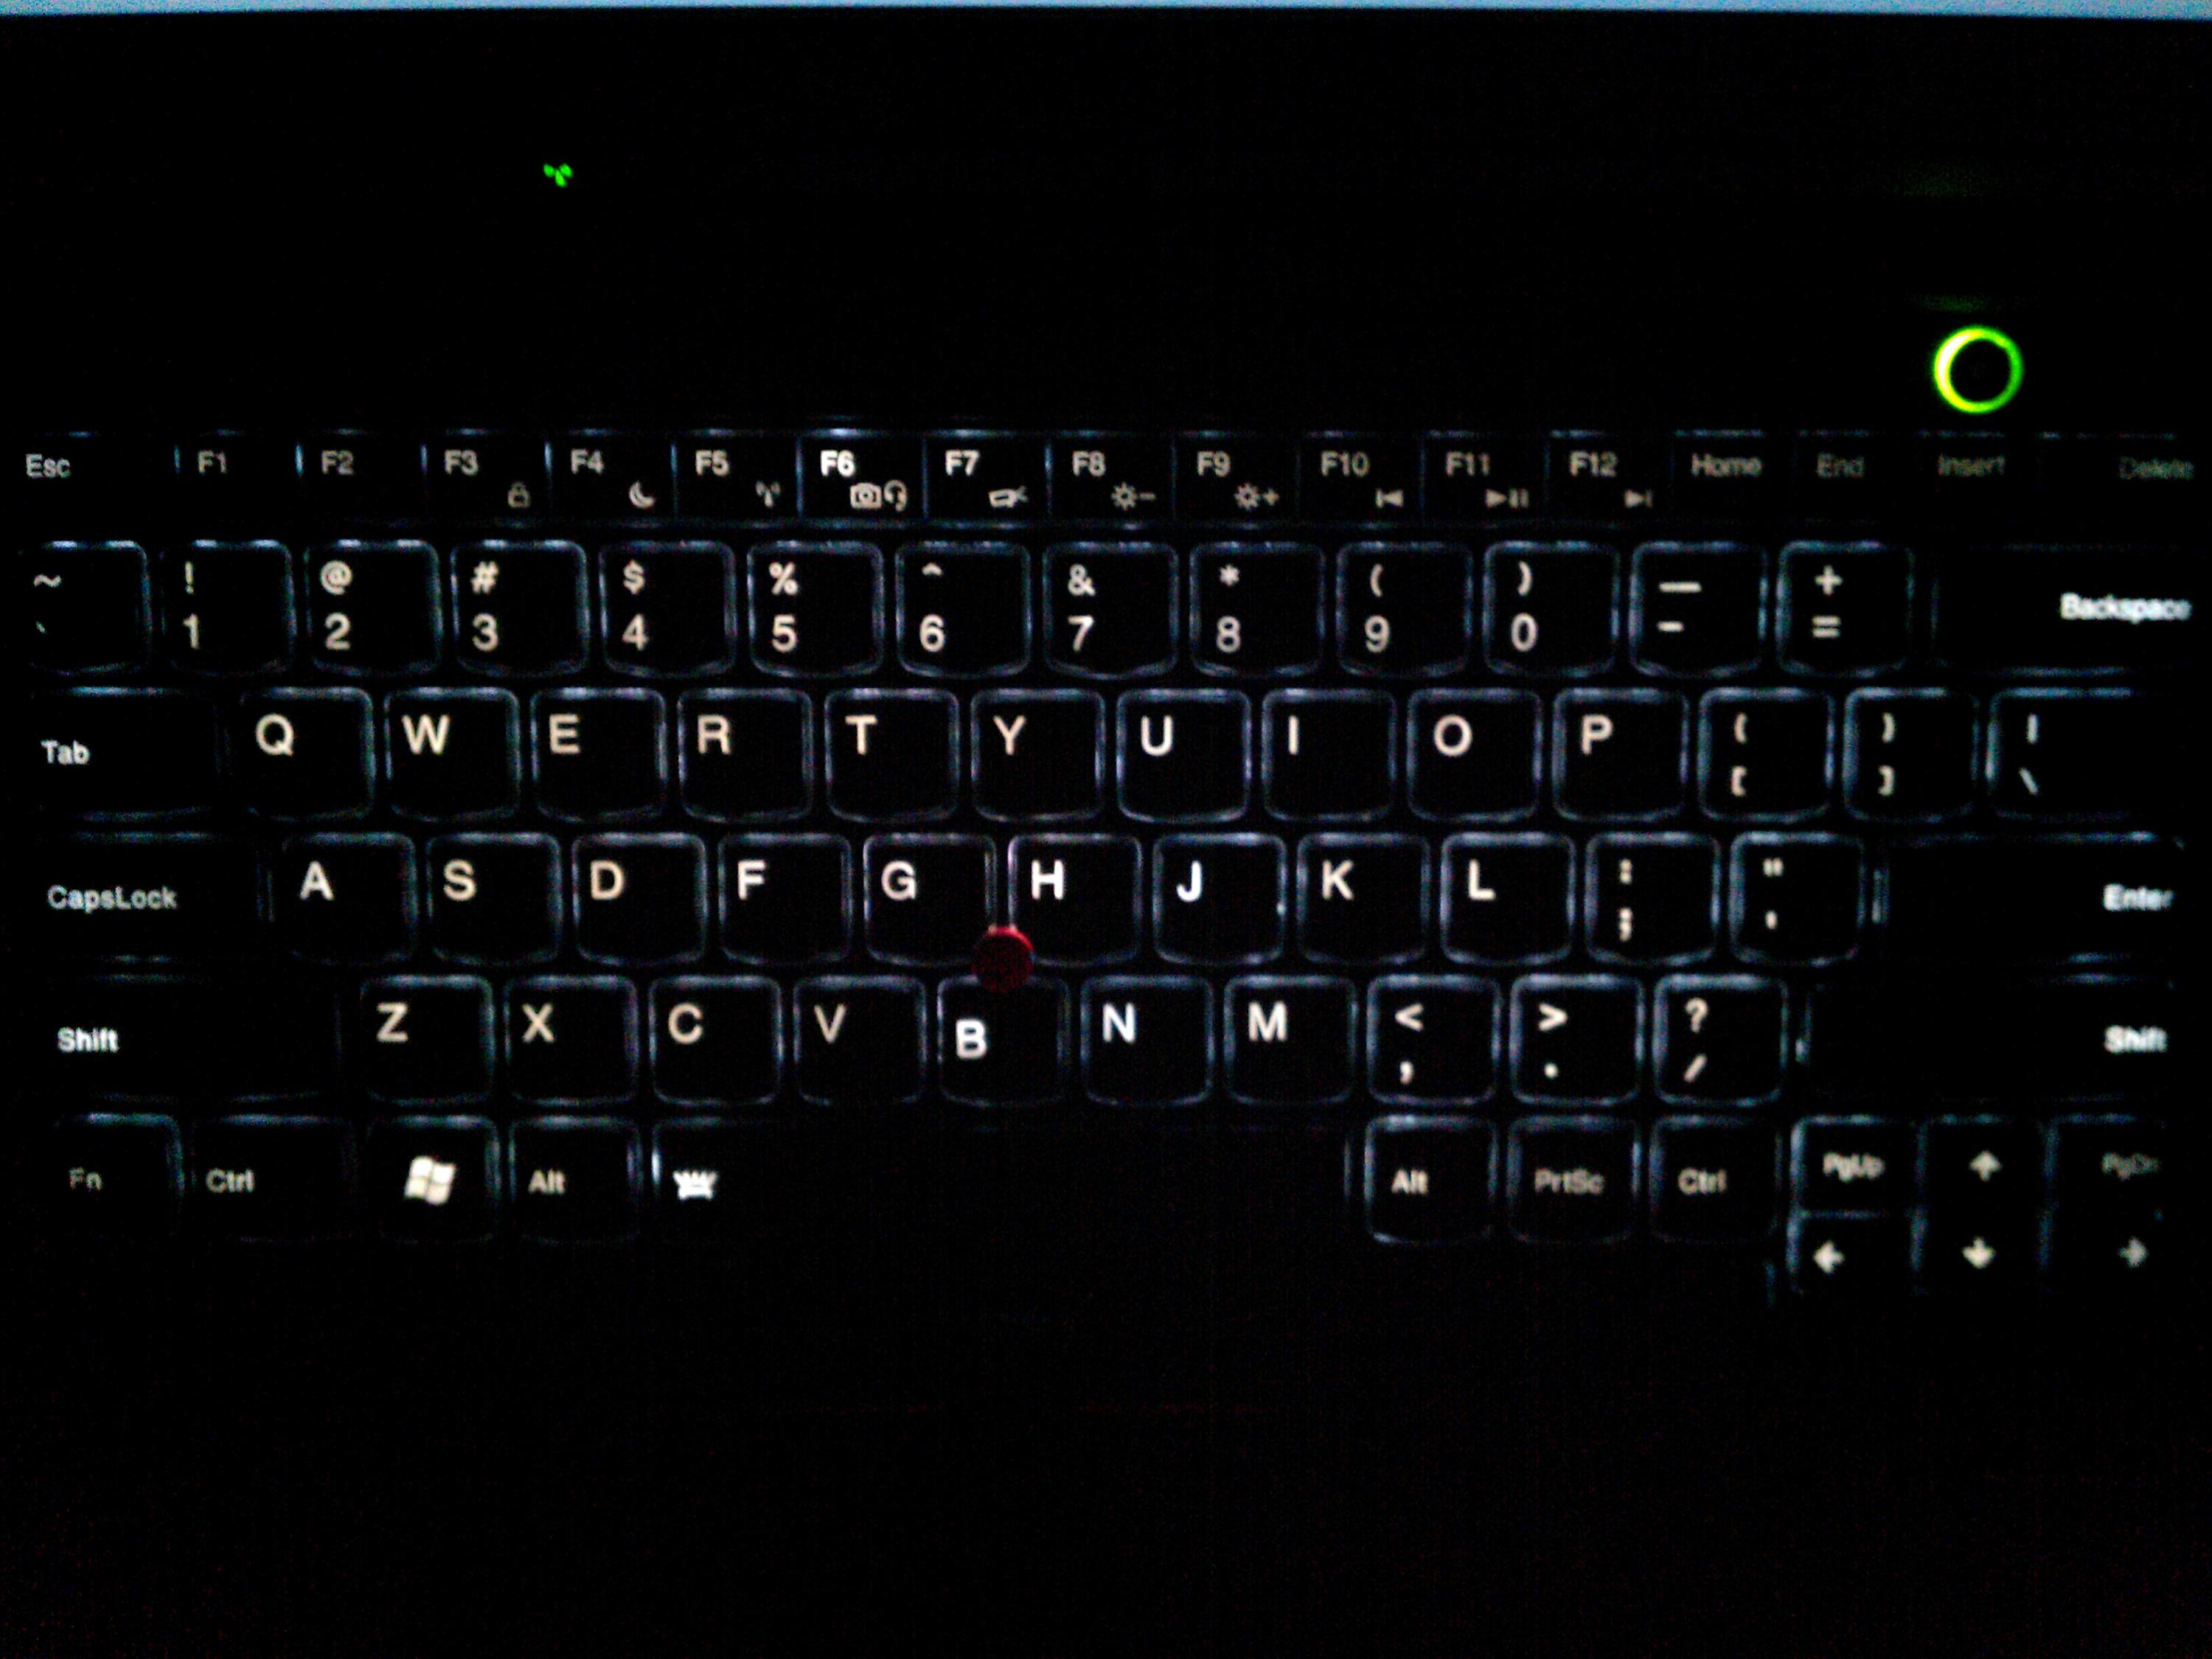 Esc F1 F2 F3 F4 F5 F6 F7 F8 F9 F10 F11 F12 Home End Insert Delete
~ ! @ # $ % ^ & * ( ) — +
` 1 2 3 4 5 6 7 8 9 0 - = Backspace
Tab Q W E R T Y U I O P { } |
[ ] \
CapsLock A S D F G H J K L : " Enter
; '
Shift Z X C V B N M < > ? Shift
, . /
Fn Ctrl Alt Alt PrtSc Ctrl PgUp PgDn